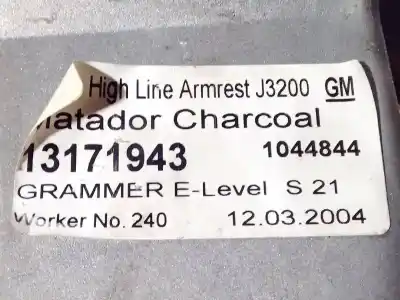 High Line Armrest J3200 GM
Matador Charcoal
13171943 1044844
GRAMMER E-Level S 21
Worker No. 240 12.03.2004